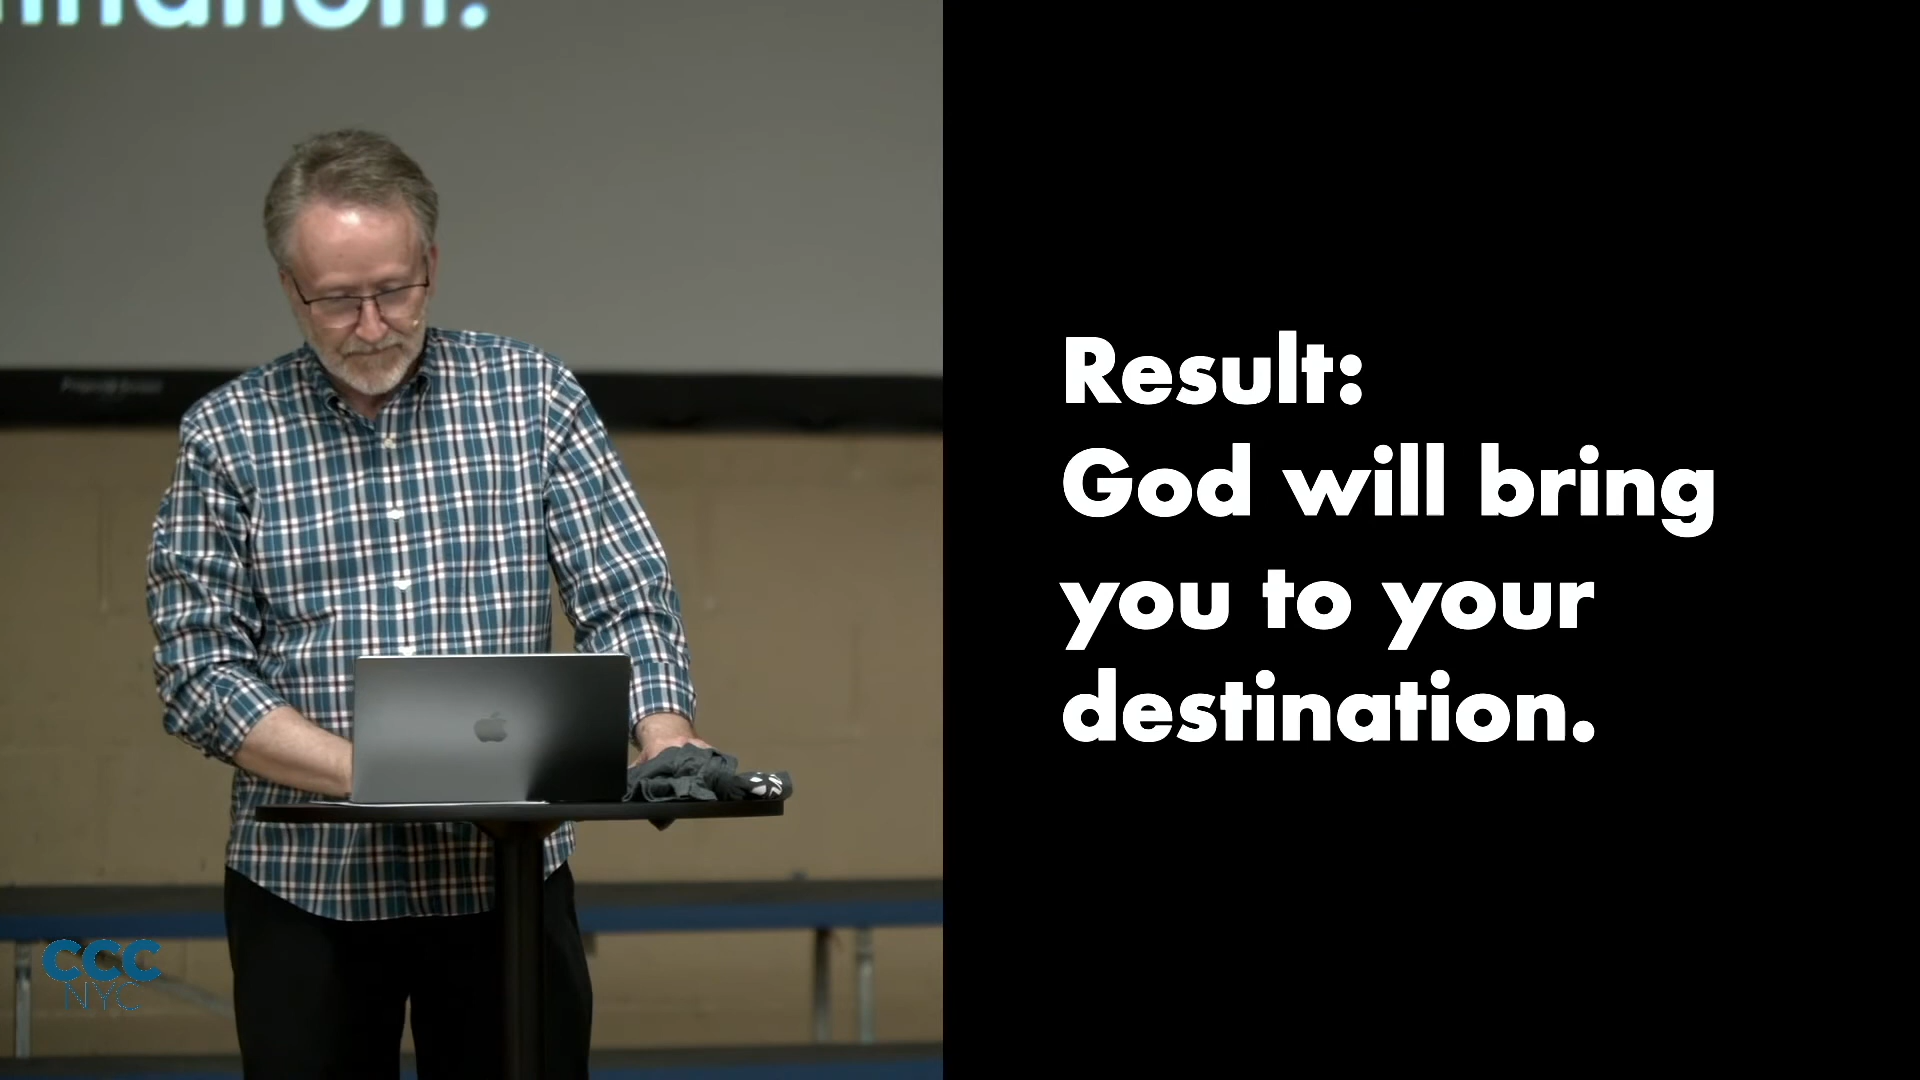 Result:
God will bring
you to your
destination.
CCC
NYC